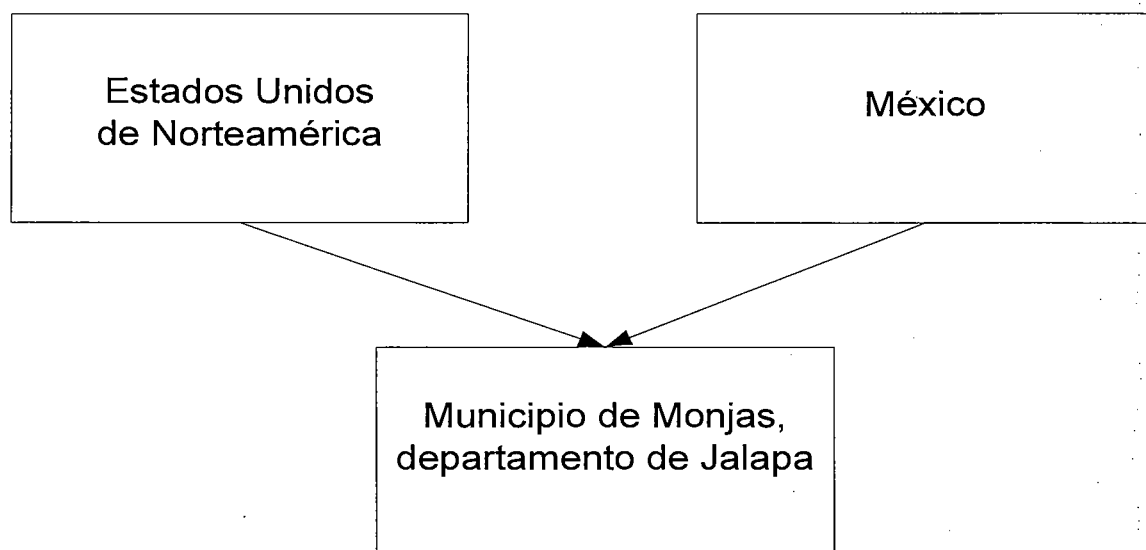 Estados Unidos
de Norteamérica
México
Municipio de Monjas,
departamento de Jalapa